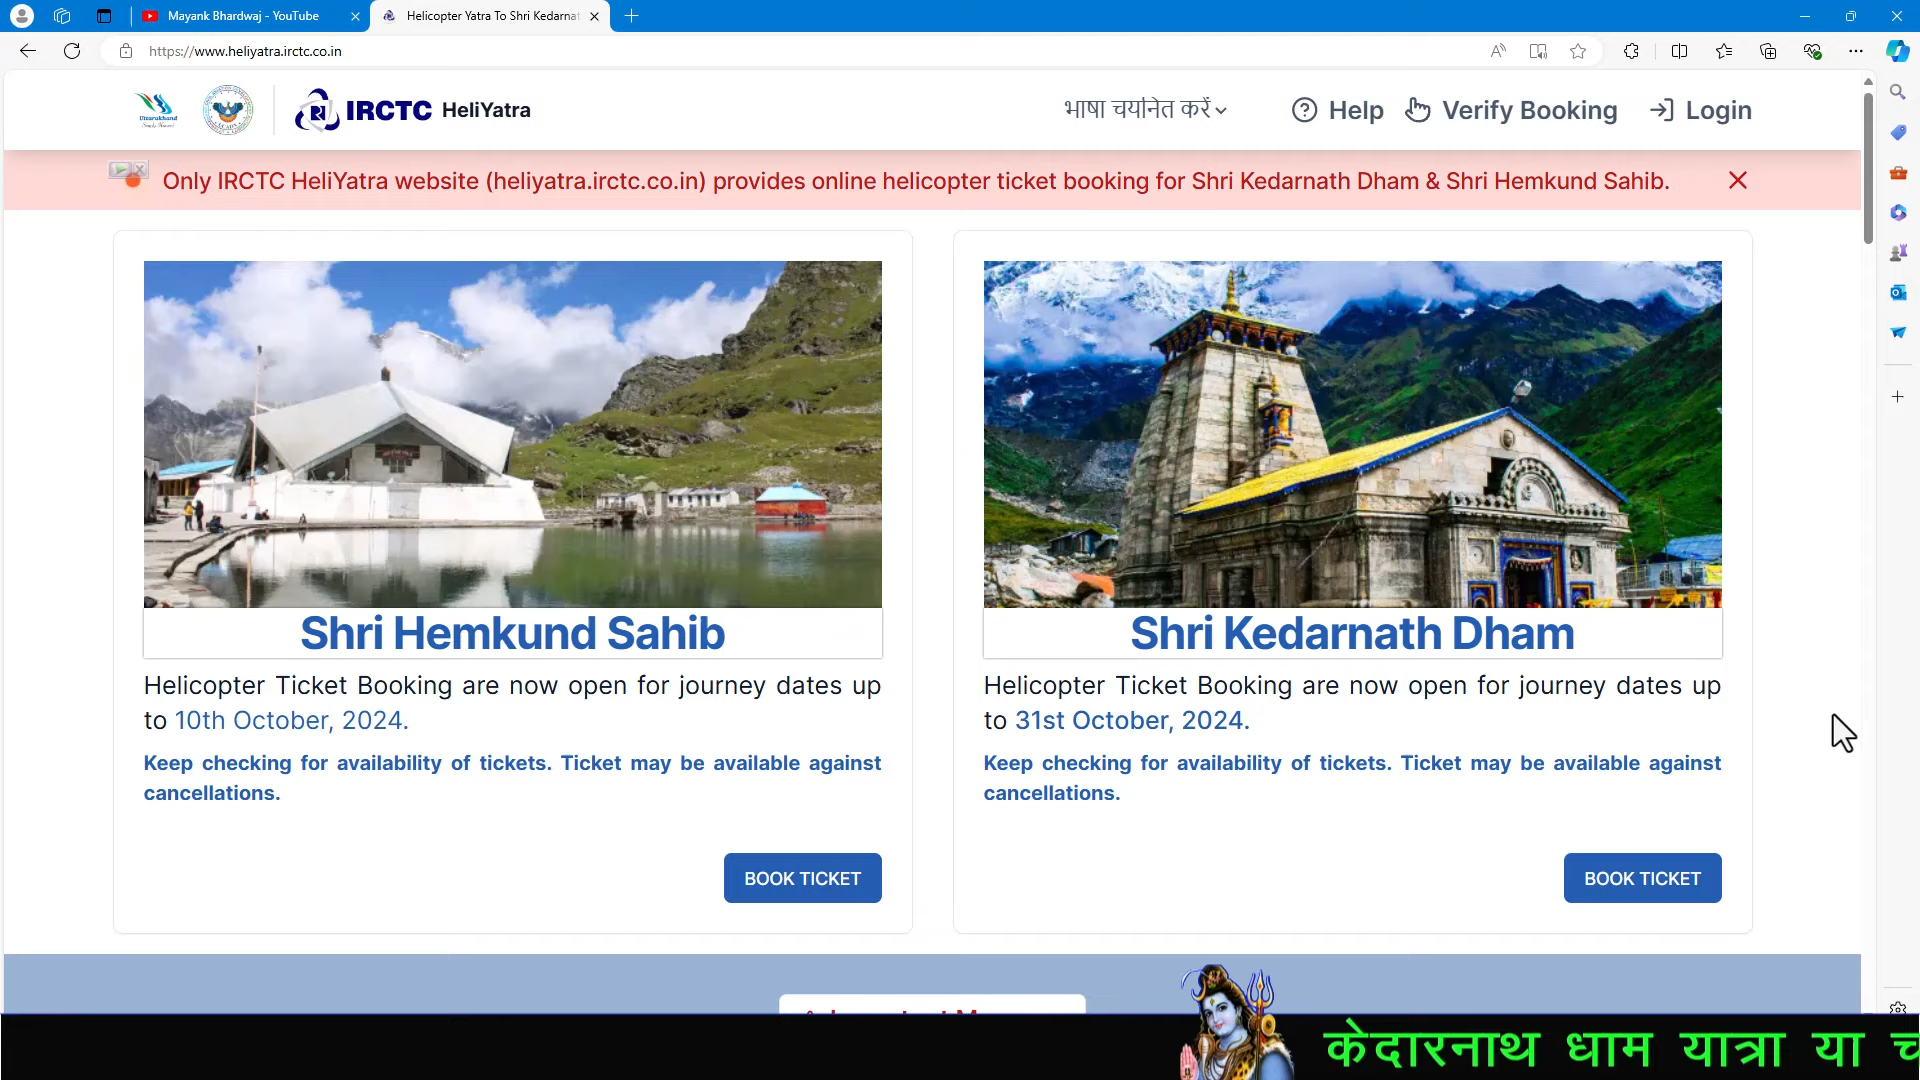 Mayank Bhardwaj - YouTube
Helicopter Yatra To Shri Kedarnat
https://www.heliyatra.irctc.co.in
IRCTC HeliYatra
भाषा चयनित करें
Help
Verify Booking
Login
Only IRCTC HeliYatra website (heliyatra.irctc.co.in) provides online helicopter ticket booking for Shri Kedarnath Dham & Shri Hemkund Sahib.
Shri Hemkund Sahib
Helicopter Ticket Booking are now open for journey dates up
to 10th October, 2024.
Keep checking for availability of tickets. Ticket may be available against
cancellations.
BOOK TICKET
Shri Kedarnath Dham
Helicopter Ticket Booking are now open for journey dates up
to 31st October, 2024.
Keep checking for availability of tickets. Ticket may be available against
cancellations.
BOOK TICKET
केदारनाथ धाम यात्रा या